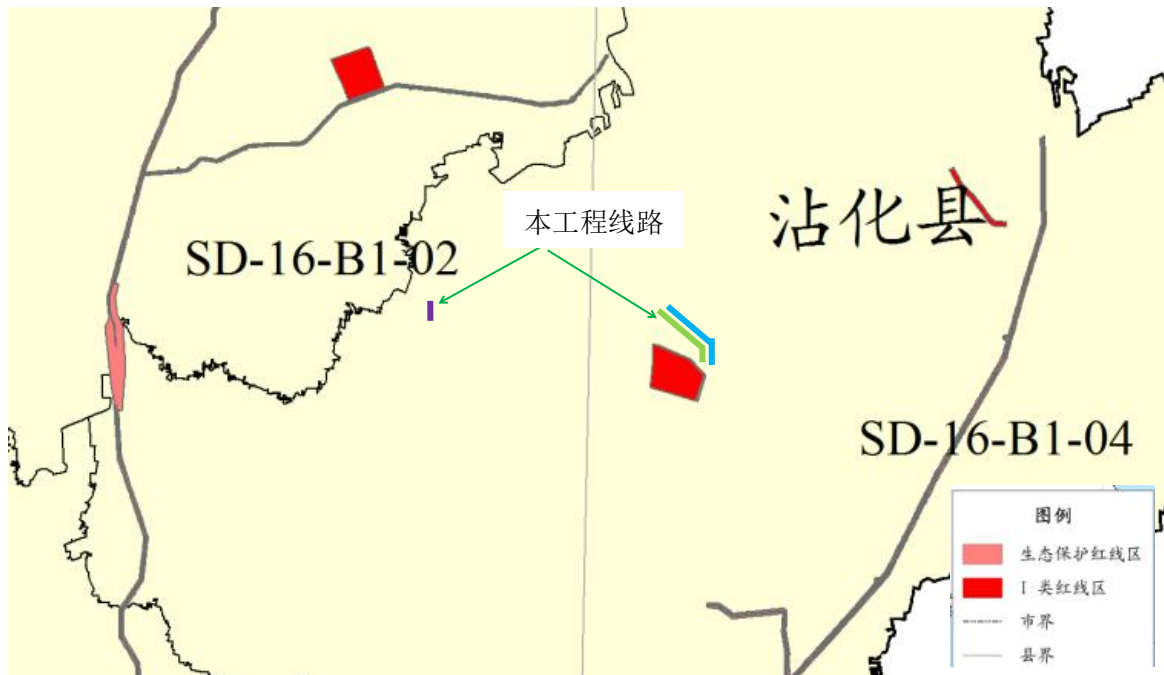 本工程线路
沾化县
SD-16-B1-02
SD-16-B1-04
图例
生态保护红线区
I 类红线区
市界
县界